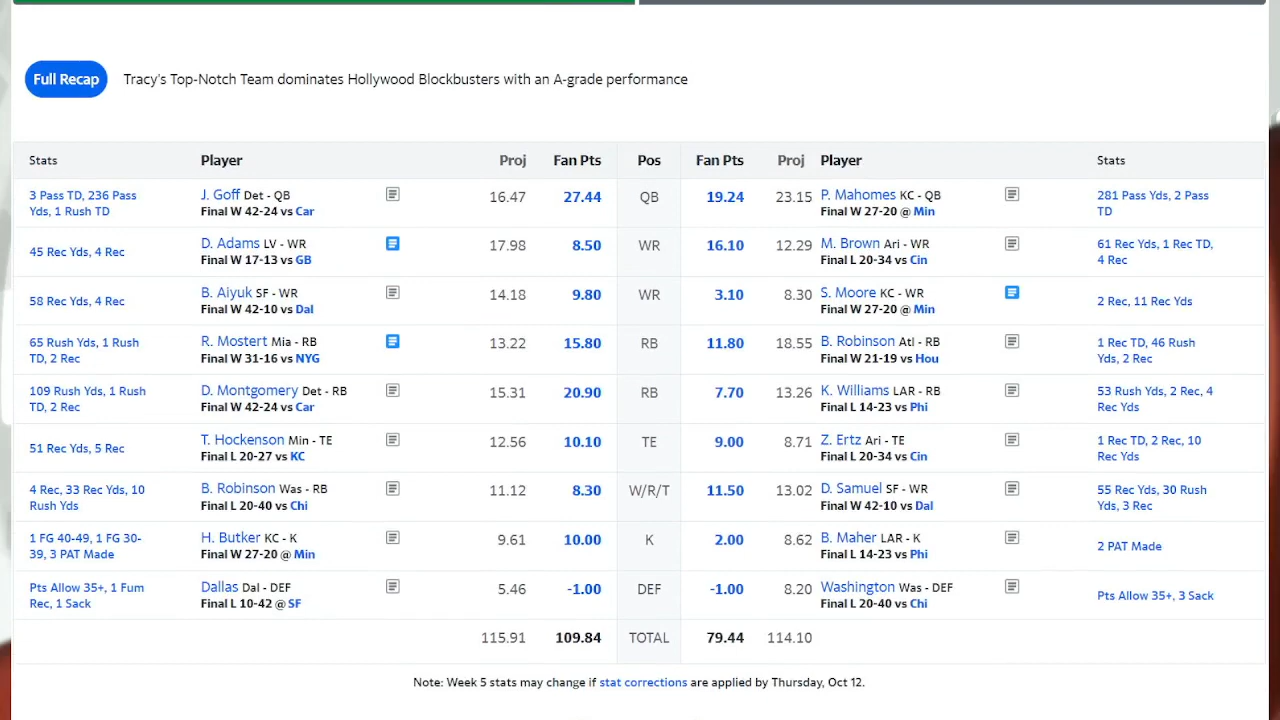 Full Recap Tracy's Top-Notch Team dominates Hollywood Blockbusters with an A-grade performance
Stats Player Proj Fan Pts Pos Fan Pts Proj Player Stats
3 Pass TD, 236 Pass J. Goff Det - QB 16.47 27.44 QB 19.24 23.15 P. Mahomes KC - QB 281 Pass Yds, 2 Pass
Yds, 1 Rush TD Final W 42-24 vs Car Final W 27-20 @ Min TD
45 Rec Yds, 4 Rec D. Adams LV - WR 8.50 17.98 WR 16.10 12.29 M. Brown Ari - WR 61 Rec Yds, 1 Rec TD,
Final W 17-13 vs GB Final L 20-34 vs Cin 4 Rec
58 Rec Yds, 4 Rec B. Aiyuk SF - WR 14.18 9.80 WR 3.10 8.30 S. Moore KC - WR 2 Rec, 11 Rec Yds
Final W 42-10 vs Dal Final W 27-20 @ Min
65 Rush Yds, 1 Rush R. Mostert Mia - RB 13.22 15.80 RB 11.80 18.55 B. Robinson Atl - RB 1 Rec TD, 46 Rush
TD, 2 Rec Final W 31-16 vs NYG Final W 21-19 vs Hou Yds, 2 Rec
109 Rush Yds, 1 Rush D. Montgomery Det - RB 15.31 20.90 RB 7.70 13.26 K. Williams LAR - RB 53 Rush Yds, 2 Rec, 4
TD, 2 Rec Final W 42-24 vs Car Final L 14-23 vs Phi Rec Yds
51 Rec Yds, 5 Rec T. Hockenson Min - TE 12.56 10.10 TE 9.00 8.71 Z. Ertz Ari - TE 1 Rec TD, 2 Rec, 10
Final L 20-27 vs KC Final L 20-34 vs Cin Rec Yds
4 Rec, 33 Rec Yds, 10 B. Robinson Was - RB 11.12 8.30 W/R/T 11.50 13.02 D. Samuel SF - WR 55 Rec Yds, 30 Rush
Rush Yds Final L 20-40 vs Chi Final W 42-10 vs Dal Yds, 3 Rec
1 FG 40-49, 1 FG 30- H. Butker KC - K 9.61 10.00 K 2.00 8.62 B. Maher LAR - K 2 PAT Made
39, 3 PAT Made Final W 27-20 @ Min Final L 14-23 vs Phi
Pts Allow 35+, 1 Fum Dallas Dal - DEF 5.46 -1.00 DEF -1.00 8.20 Washington Was - DEF Pts Allow 35+, 3 Sack
Rec, 1 Sack Final L 10-42 @ SF Final L 20-40 vs Chi
115.91 109.84 TOTAL 79.44 114.10
Note: Week 5 stats may change if stat corrections are applied by Thursday, Oct 12.